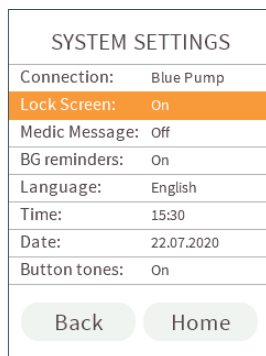 SYSTEM SETTINGS
Connection: Blue Pump
Lock Screen: On
Medic Message: Off
BG reminders: On
Language: English
Time: 15:30
Date: 22.07.2020
Button tones: On
Back Home